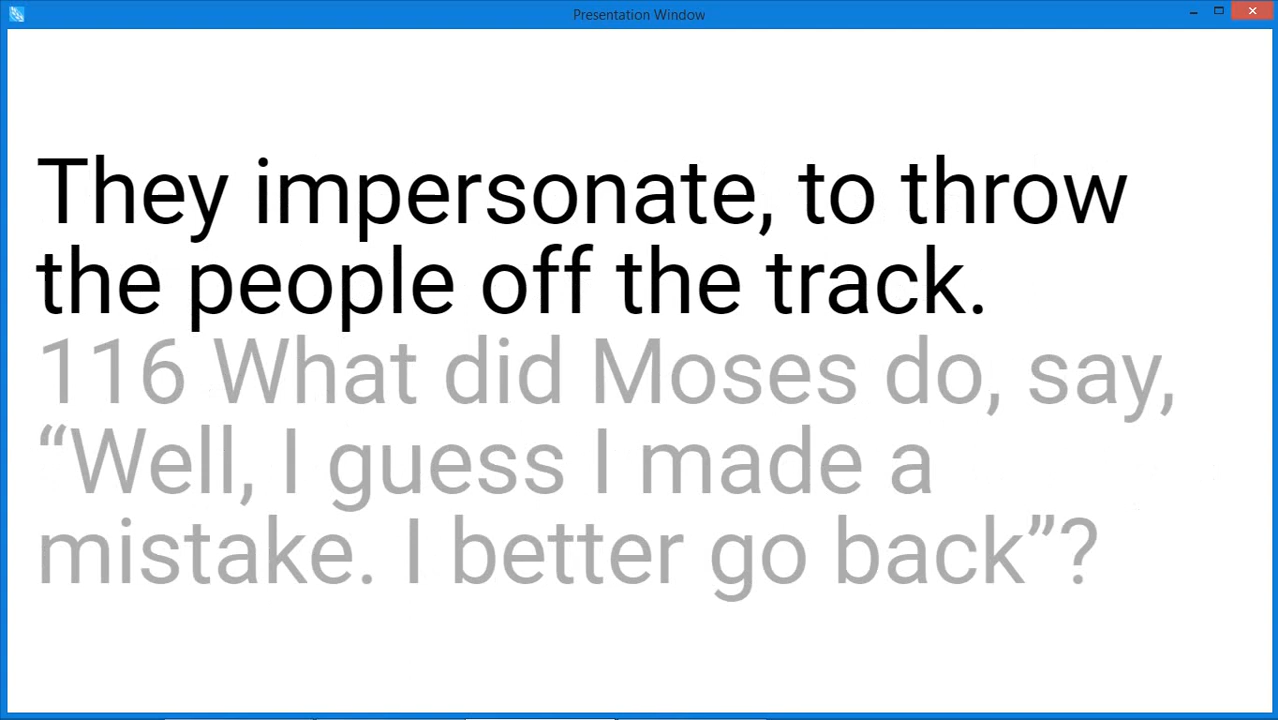 Presentation Window
They impersonate, to throw
the people off the track.
116 What did Moses do, say,
“Well, I guess I made a
mistake. I better go back”?